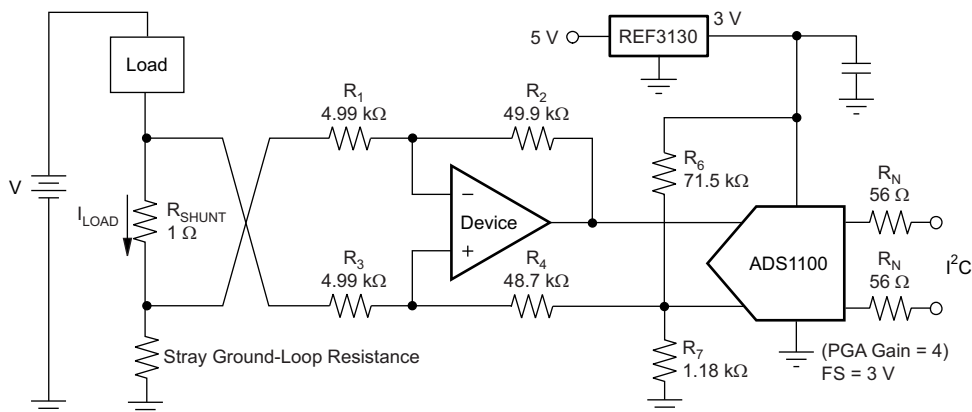 3 V
5 V
REF3130
Load
R1
4.99 kΩ
R2
49.9 kΩ
R6
71.5 kΩ
V
ILOAD
RSHUNT
1 Ω
−
Device
+
RN
56 Ω
ADS1100
I2C
R3
4.99 kΩ
R4
48.7 kΩ
RN
56 Ω
Stray Ground-Loop Resistance
R7
1.18 kΩ
(PGA Gain = 4)
FS = 3 V